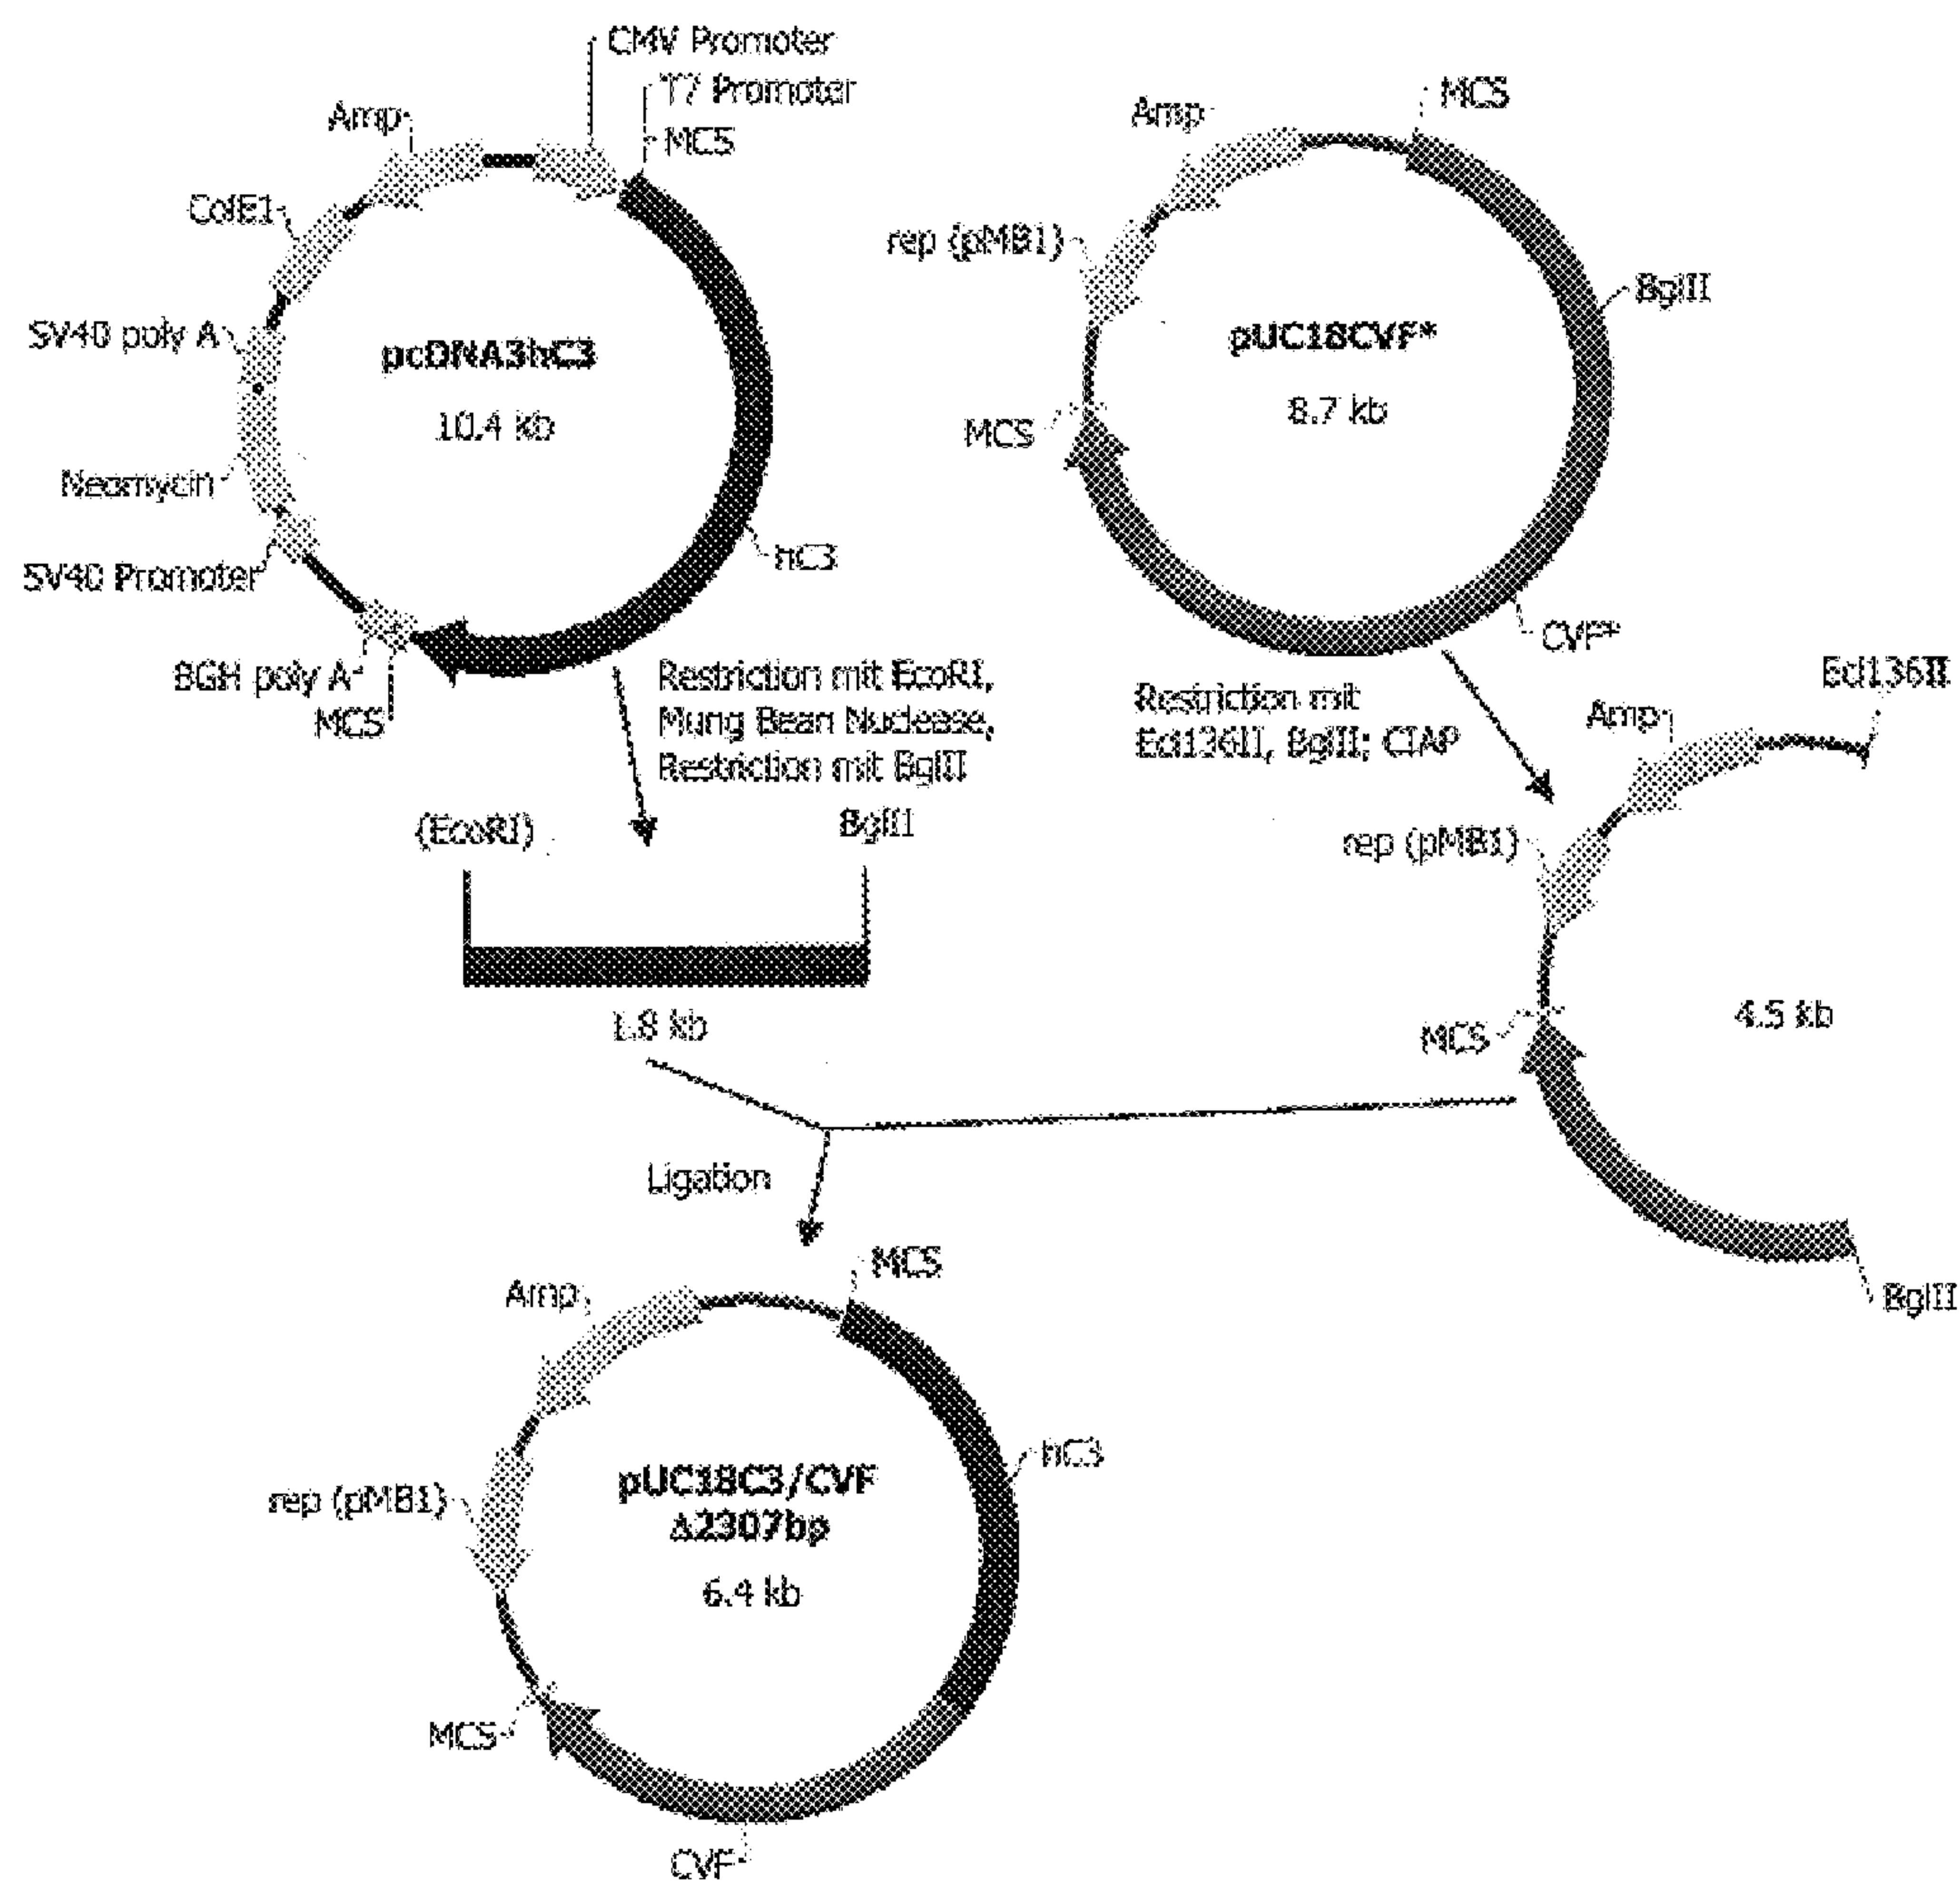 CMV Promoter
T7 Promoter
MCS
Amp
ColE1
SV40 poly A
pcDNA3hC3
10.4 kb
Neomycin
SV40 Promoter
hC3
BGH poly A
MCS
Restriction mit EcoRI,
Mung Bean Nuclease,
Restriction mit BglII
MCS
Amp
rep (pMB1)
BglII
pUC18CVF*
8.7 kb
MCS
CVF*
Restriction mit
Ecl136II, BglII; CIAP
Ecl136II
Amp
rep (pMB1)
4.5 kb
MCS
BglII
(EcoRI)
BglII
1.8 kb
Ligation
MCS
Amp
hC3
rep (pMB1)
pUC18C3/CVF
Δ2307bp
6.4 kb
MCS
CVF